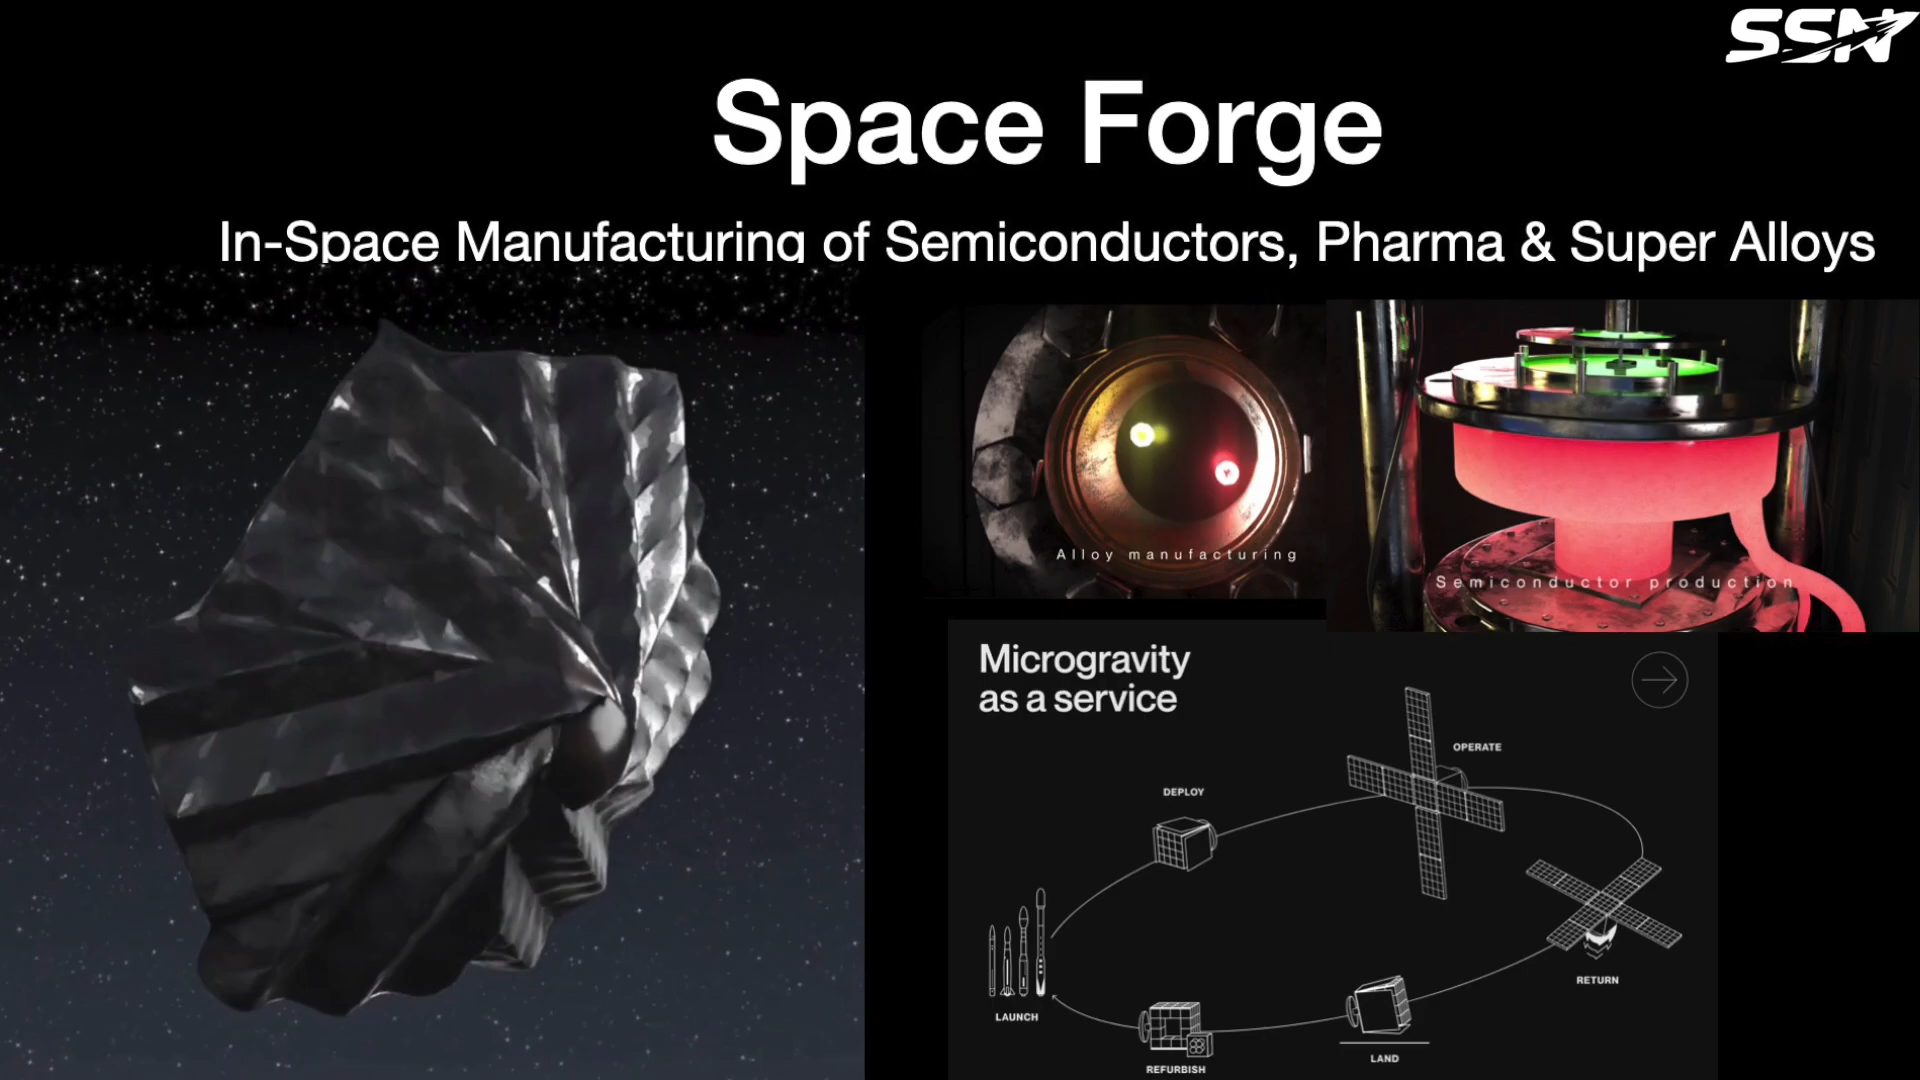 SSN
Space Forge
In-Space Manufacturing of Semiconductors, Pharma & Super Alloys
Alloy manufacturing
Semiconductor production
Microgravity
as a service
OPERATE
DEPLOY
RETURN
LAUNCH
LAND
REFURBISH